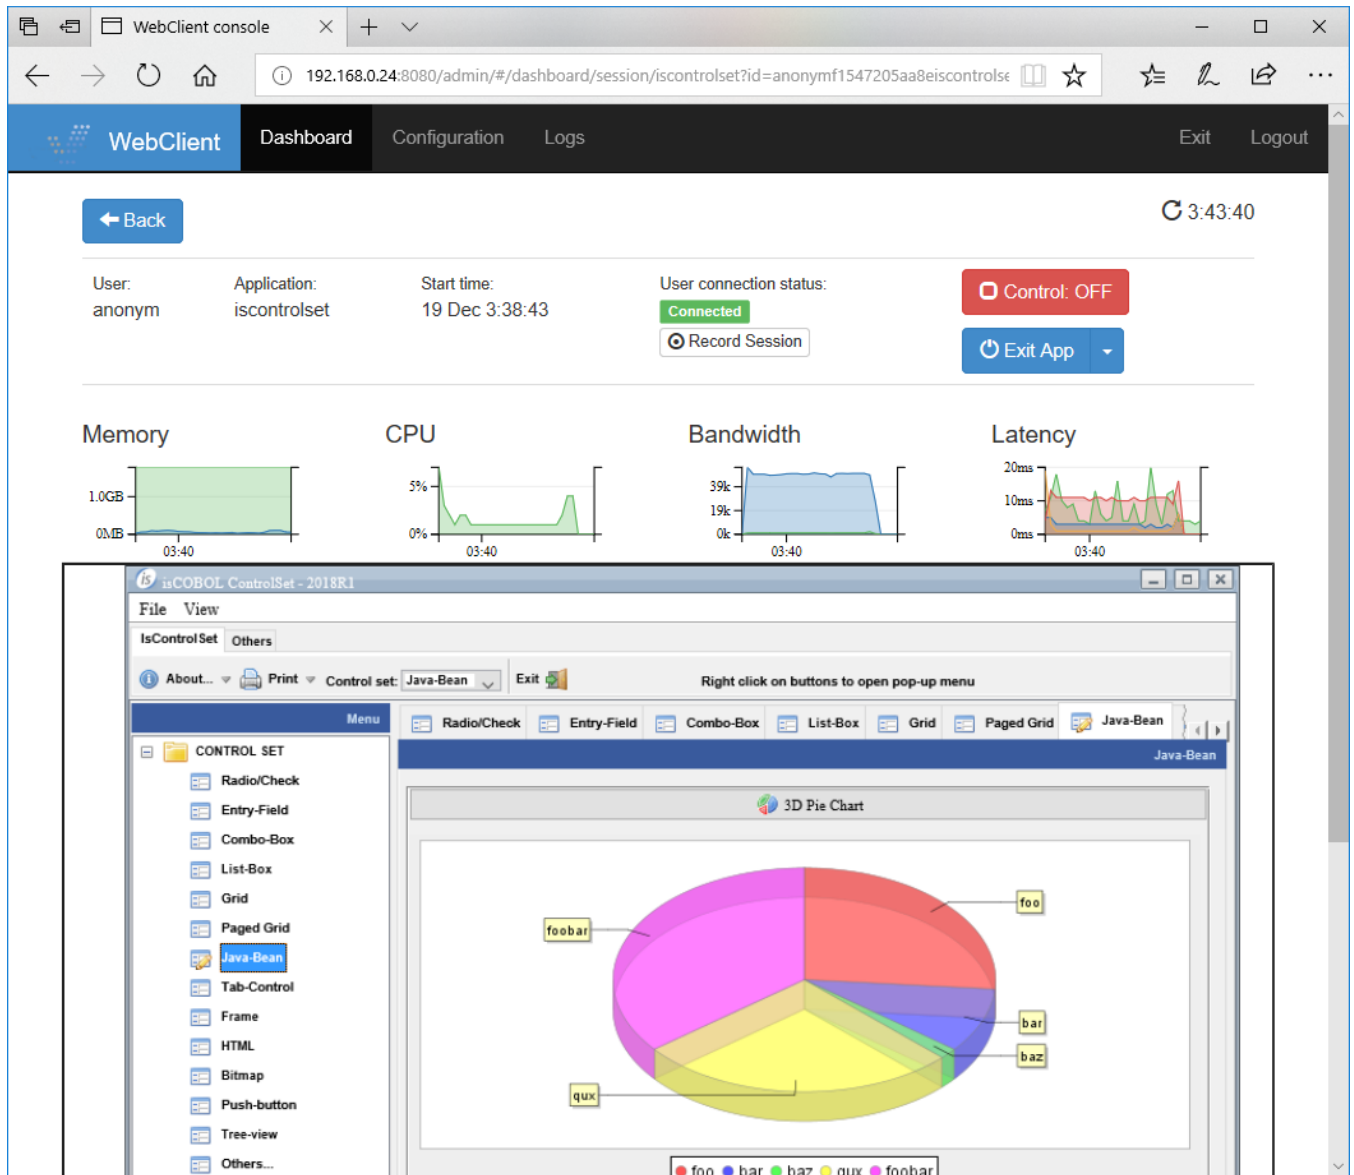 WebClient console
192.168.0.24:8080/admin/#/dashboard/session/iscontrolset?id=anonymf1547205aa8eiscontrolse
WebClient Dashboard Configuration Logs Exit Logout
Back 3:43:40
User: Application: Start time: User connection status:
anonym iscontrolset 19 Dec 3:38:43 Connected
Control: OFF
Record Session
Exit App
Memory CPU Bandwidth Latency
1.0GB
0MB
03:40
5%
0%
03:40
39k
19k
0k
03:40
20ms
10ms
0ms
03:40
is isCOBOL ControlSet - 2018R1
File View
IsControlSet Others
About... Print Control set: Java-Bean Exit Right click on buttons to open pop-up menu
Menu
Radio/Check Entry-Field Combo-Box List-Box Grid Paged Grid Java-Bean
Java-Bean
CONTROL SET
Radio/Check
Entry-Field
Combo-Box
List-Box
Grid
Paged Grid
Java-Bean
Tab-Control
Frame
HTML
Bitmap
Push-button
Tree-view
Others...
3D Pie Chart
foo
foobar
bar
baz
qux
foo bar baz qux foobar